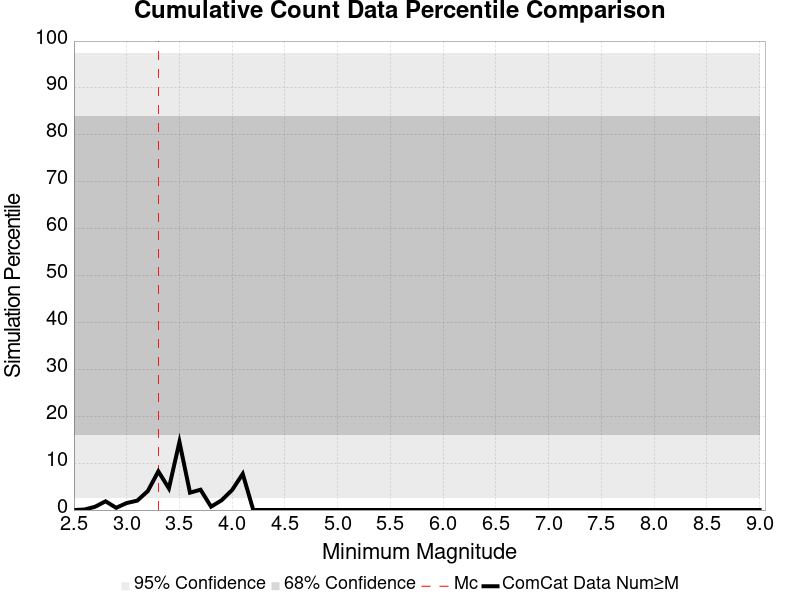 Cumulative Count Data Percentile Comparison
Simulation Percentile
100
90
80
70
60
50
40
30
20
10
0
2.5 3.0 3.5 4.0 4.5 5.0 5.5 6.0 6.5 7.0 7.5 8.0 8.5 9.0
Minimum Magnitude
95% Confidence 68% Confidence Mc ComCat Data Num≥M